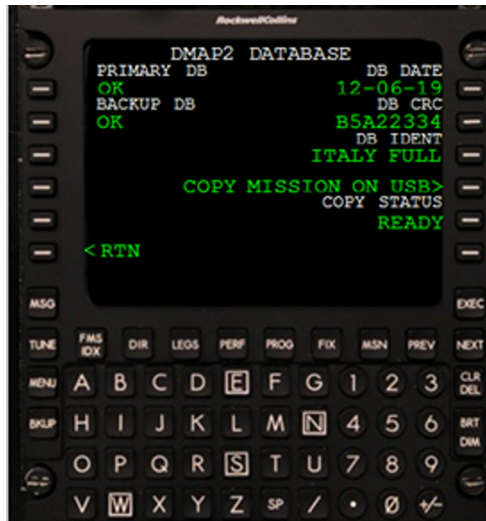 RockwellCollins
DMAP2 DATABASE
PRIMARY DB DB DATE
OK 12-06-19
BACKUP DB DB CRC
OK B5A22334
DB IDENT
ITALY FULL
COPY MISSION ON USB>
COPY STATUS
READY
<RTN
MSG EXEC
TUNE FMS IDX DIR LEGS PERF PROG FIX MSN PREV NEXT
MENU A B C D E F G 1 2 3 CLR DEL
BKUP H I J K L M N 4 5 6 BRT DIM
O P Q R S T U 7 8 9
V W X Y Z SP / . Ø +/-